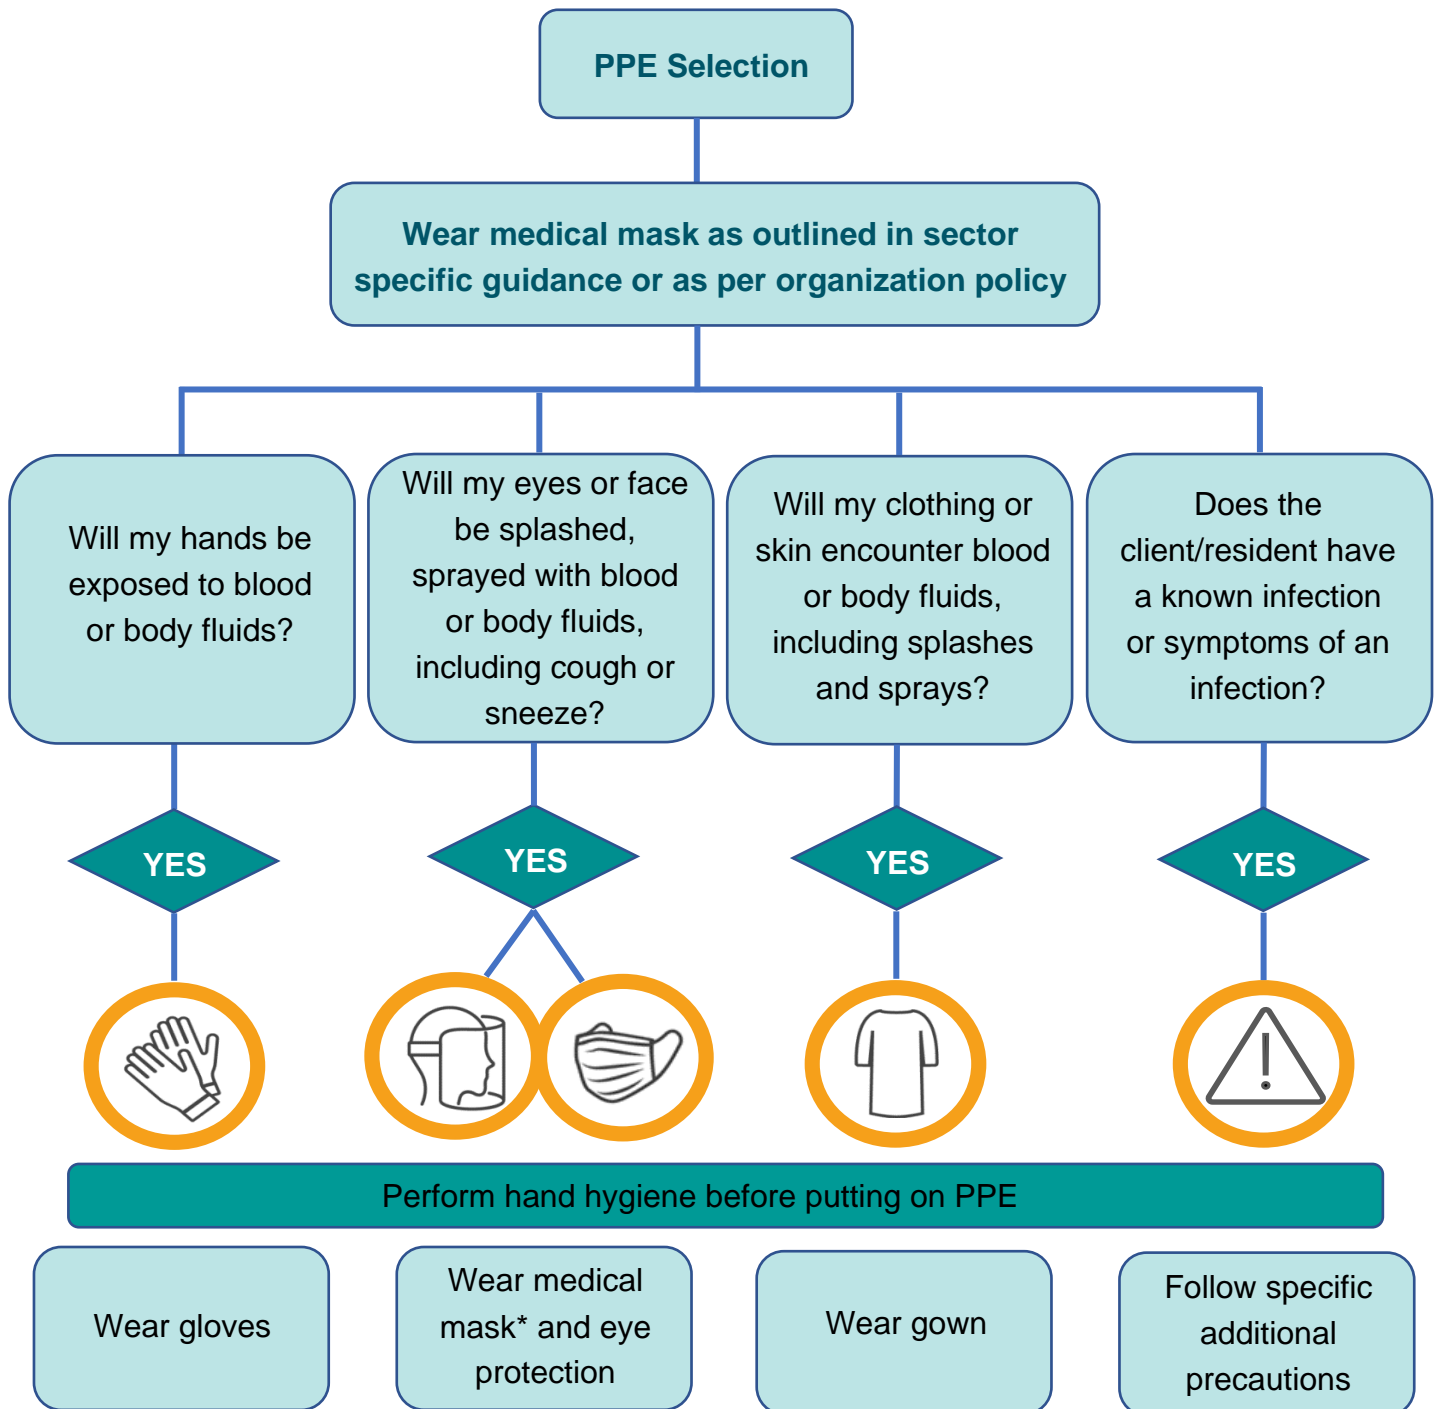 PPE Selection
Wear medical mask as outlined in sector
specific guidance or as per organization policy
Will my hands be
exposed to blood
or body fluids?
Will my eyes or face
be splashed,
sprayed with blood
or body fluids,
including cough or
sneeze?
Will my clothing or
skin encounter blood
or body fluids,
including splashes
and sprays?
Does the
client/resident have
a known infection
or symptoms of an
infection?
YES
YES
YES
YES
Perform hand hygiene before putting on PPE
Wear gloves
Wear medical
mask* and eye
protection
Wear gown
Follow specific
additional
precautions